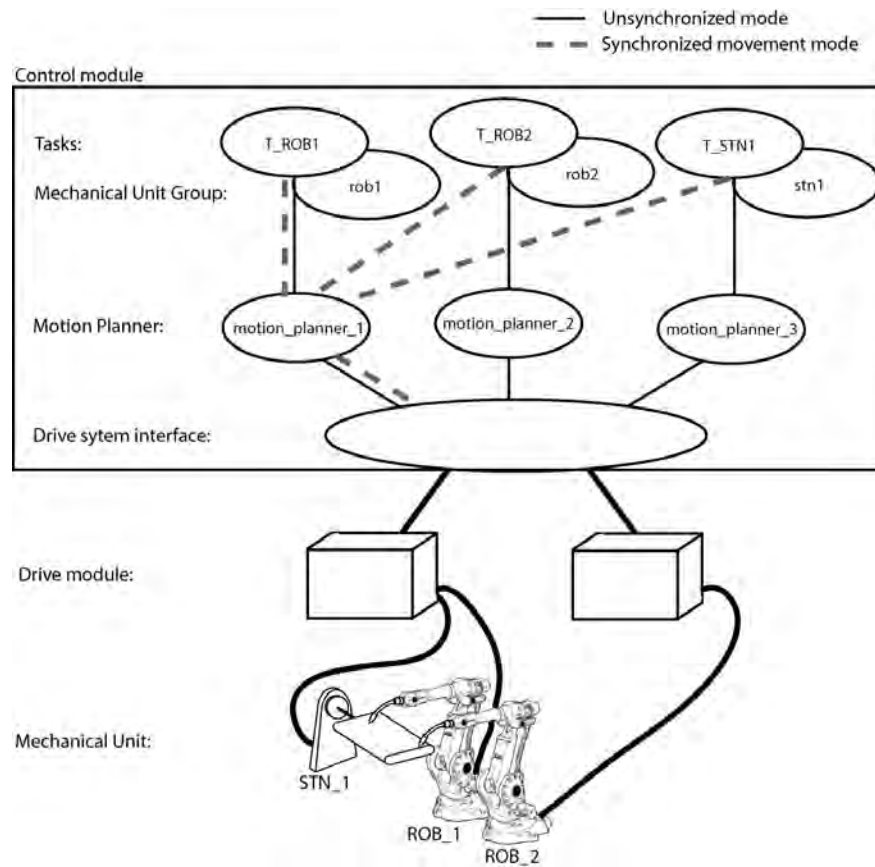 Unsynchronized mode
Synchronized movement mode
Control module
Tasks:
T_ROB1
T_ROB2
T_STN1
Mechanical Unit Group:
rob1
rob2
stn1
Motion Planner:
motion_planner_1
motion_planner_2
motion_planner_3
Drive sytem interface:
Drive module:
Mechanical Unit:
STN_1
ROB_1
ROB_2